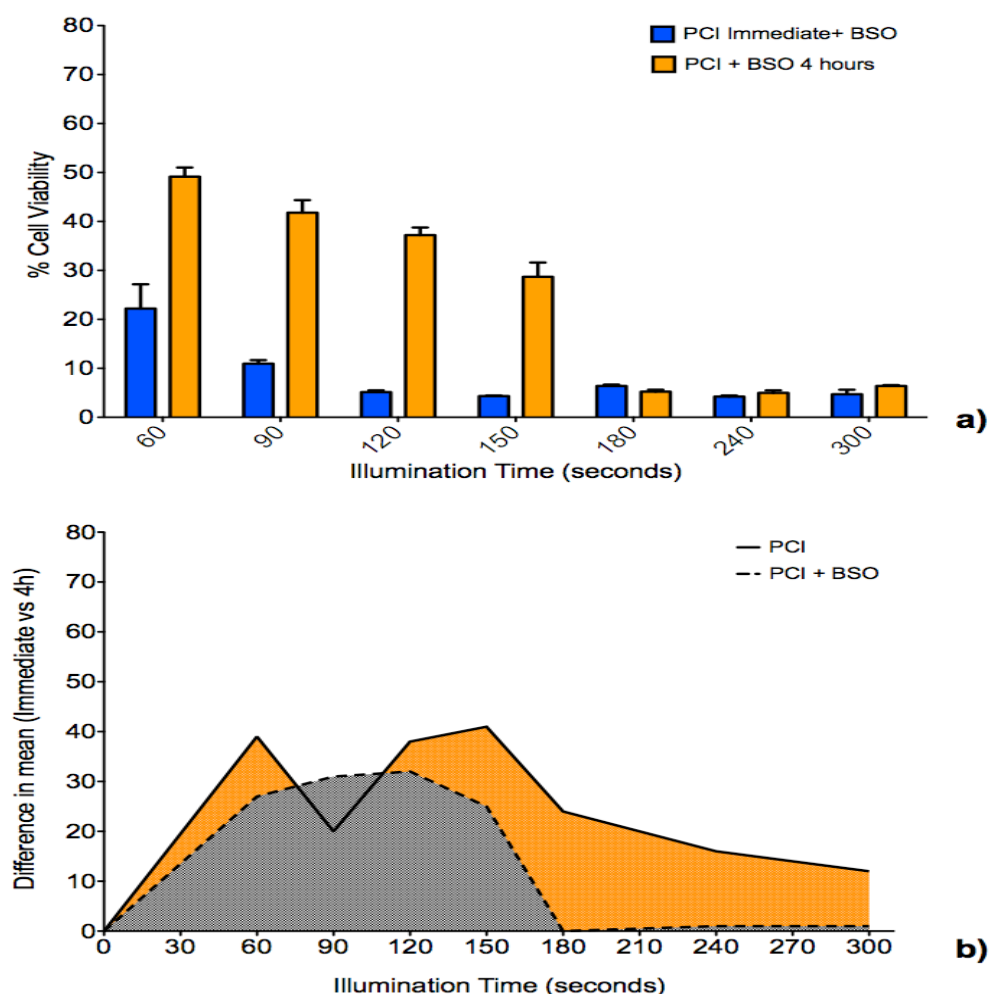 80
70
60
50
40
30
20
10
0
% Cell Viability
PCI Immediate+ BSO
PCI + BSO 4 hours
60 90 120 150 180 240 300
Illumination Time (seconds)
a)
80
70
60
50
40
30
20
10
0
Difference in mean (Immediate vs 4h)
PCI
PCI + BSO
0 30 60 90 120 150 180 210 240 270 300
Illumination Time (seconds)
b)